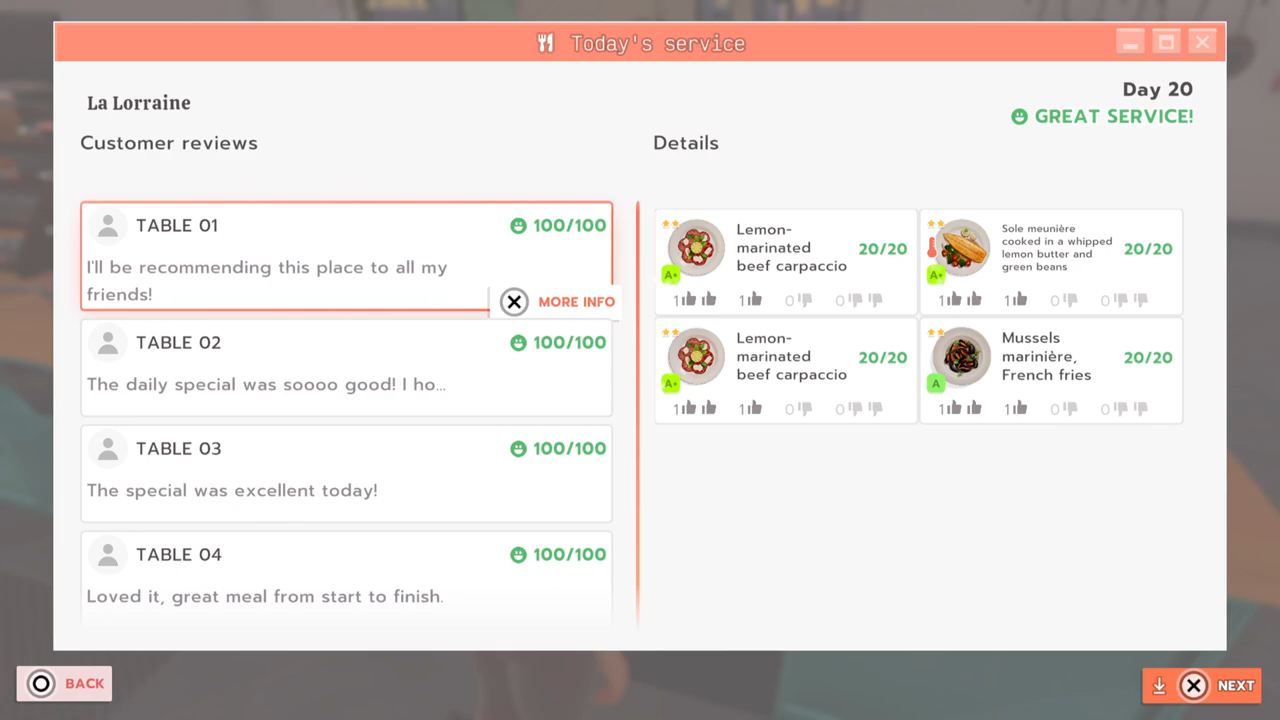 Today's service
La Lorraine
Day 20
GREAT SERVICE!
Customer reviews
Details
TABLE 01
100/100
I'll be recommending this place to all my
friends!
MORE INFO
TABLE 02
100/100
The daily special was soooo good! I ho...
TABLE 03
100/100
The special was excellent today!
TABLE 04
100/100
Loved it, great meal from start to finish.
Lemon-
marinated
beef carpaccio
20/20
A+
1 1 0 0
Sole meunière
cooked in a whipped
lemon butter and
green beans
20/20
A+
1 1 0 0
Lemon-
marinated
beef carpaccio
20/20
A+
1 1 0 0
Mussels
marinière,
French fries
20/20
A
1 1 0 0
BACK
NEXT